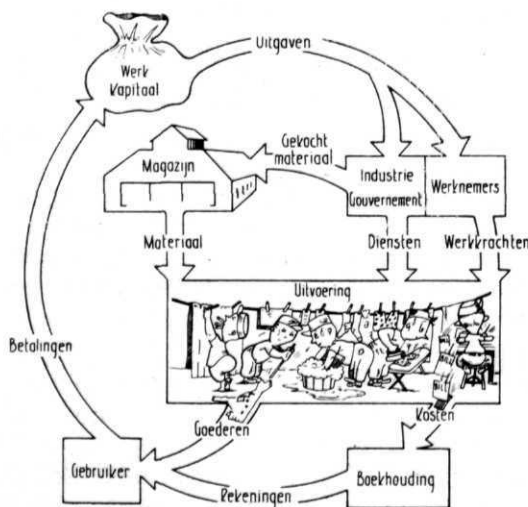 Uitgaven
Werk
Kapitaal
Gekocht
materiaal
Magazijn
Industrie
Gouvernement
Werknemers
Materiaal
Diensten
Werkkrachten
Uitvoering
Betalingen
Goederen
Kosten
Gebruiker
Rekeningen
Boekhouding